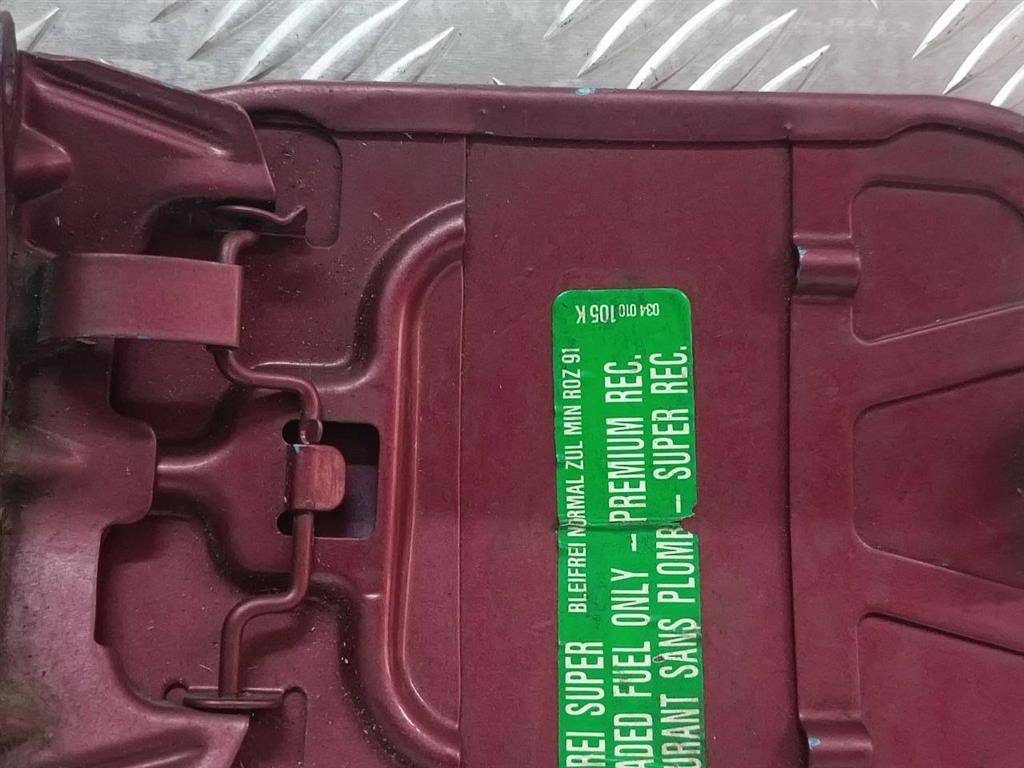 034 010 105 K
REI SUPER BLEIFREI NORMAL ZUL MIN ROZ 91
ADED FUEL ONLY – PREMIUM REC.
URANT SANS PLOMB – SUPER REC.